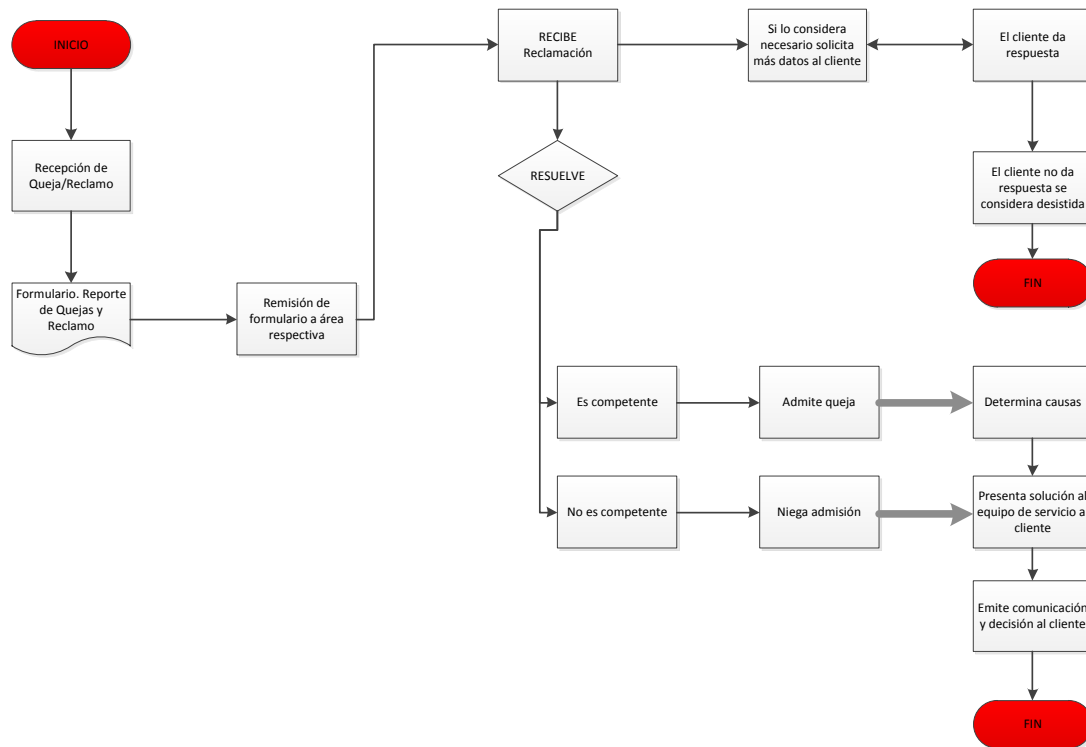 INICIO
RECIBE
Reclamación
Si lo considera
necesario solicita
más datos al cliente
El cliente da
respuesta
Recepción de
Queja/Reclamo
RESUELVE
El cliente no da
respuesta se
considera desistida
Formulario. Reporte
de Quejas y
Reclamo
Remisión de
formulario a área
respectiva
FIN
Es competente
Admite queja
Determina causas
No es competente
Niega admisión
Presenta solución al
equipo de servicio al
cliente
Emite comunicación
y decisión al cliente
FIN